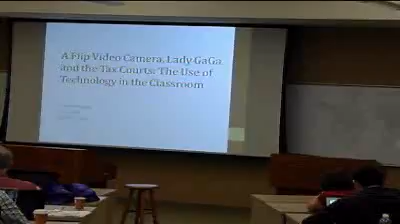 A Flip Video Camera, Lady GaGa
and the Tax Courts: The Use of
Technology in the Classroom